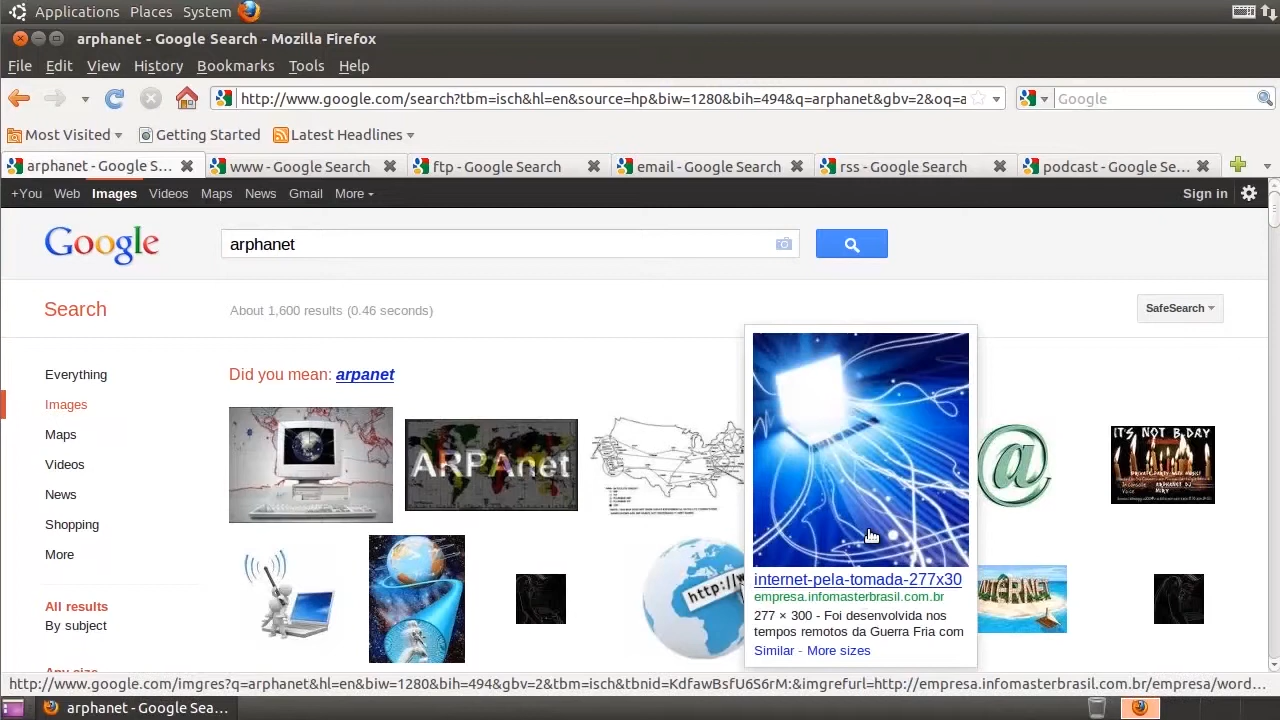 Applications Places System
arphanet - Google Search - Mozilla Firefox
File Edit View History Bookmarks Tools Help
http://www.google.com/search?tbm=isch&hl=en&source=hp&biw=1280&bih=494&q=arphanet&gbv=2&oq=a
Google
Most Visited Getting Started Latest Headlines
arphanet - Google S... www - Google Search ftp - Google Search email - Google Search rss - Google Search podcast - Google Se...
+You Web Images Videos Maps News Gmail More Sign in
Google arphanet
Search About 1,600 results (0.46 seconds) SafeSearch
Everything
Images
Maps
Videos
News
Shopping
More
All results
By subject
Any size
Did you mean: arpanet
ARPAnet
@
IT'S NOT B.DAY
http://w
INTERNET
internet-pela-tomada-277x30
empresa.infomasterbrasil.com.br
277 × 300 - Foi desenvolvida nos
tempos remotos da Guerra Fria com
Similar - More sizes
http://www.google.com/imgres?q=arphanet&hl=en&biw=1280&bih=494&gbv=2&tbm=isch&tbnid=KdfawBsfU6S6rM:&imgrefurl=http://empresa.infomasterbrasil.com.br/empresa/word...
arphanet - Google Sea...